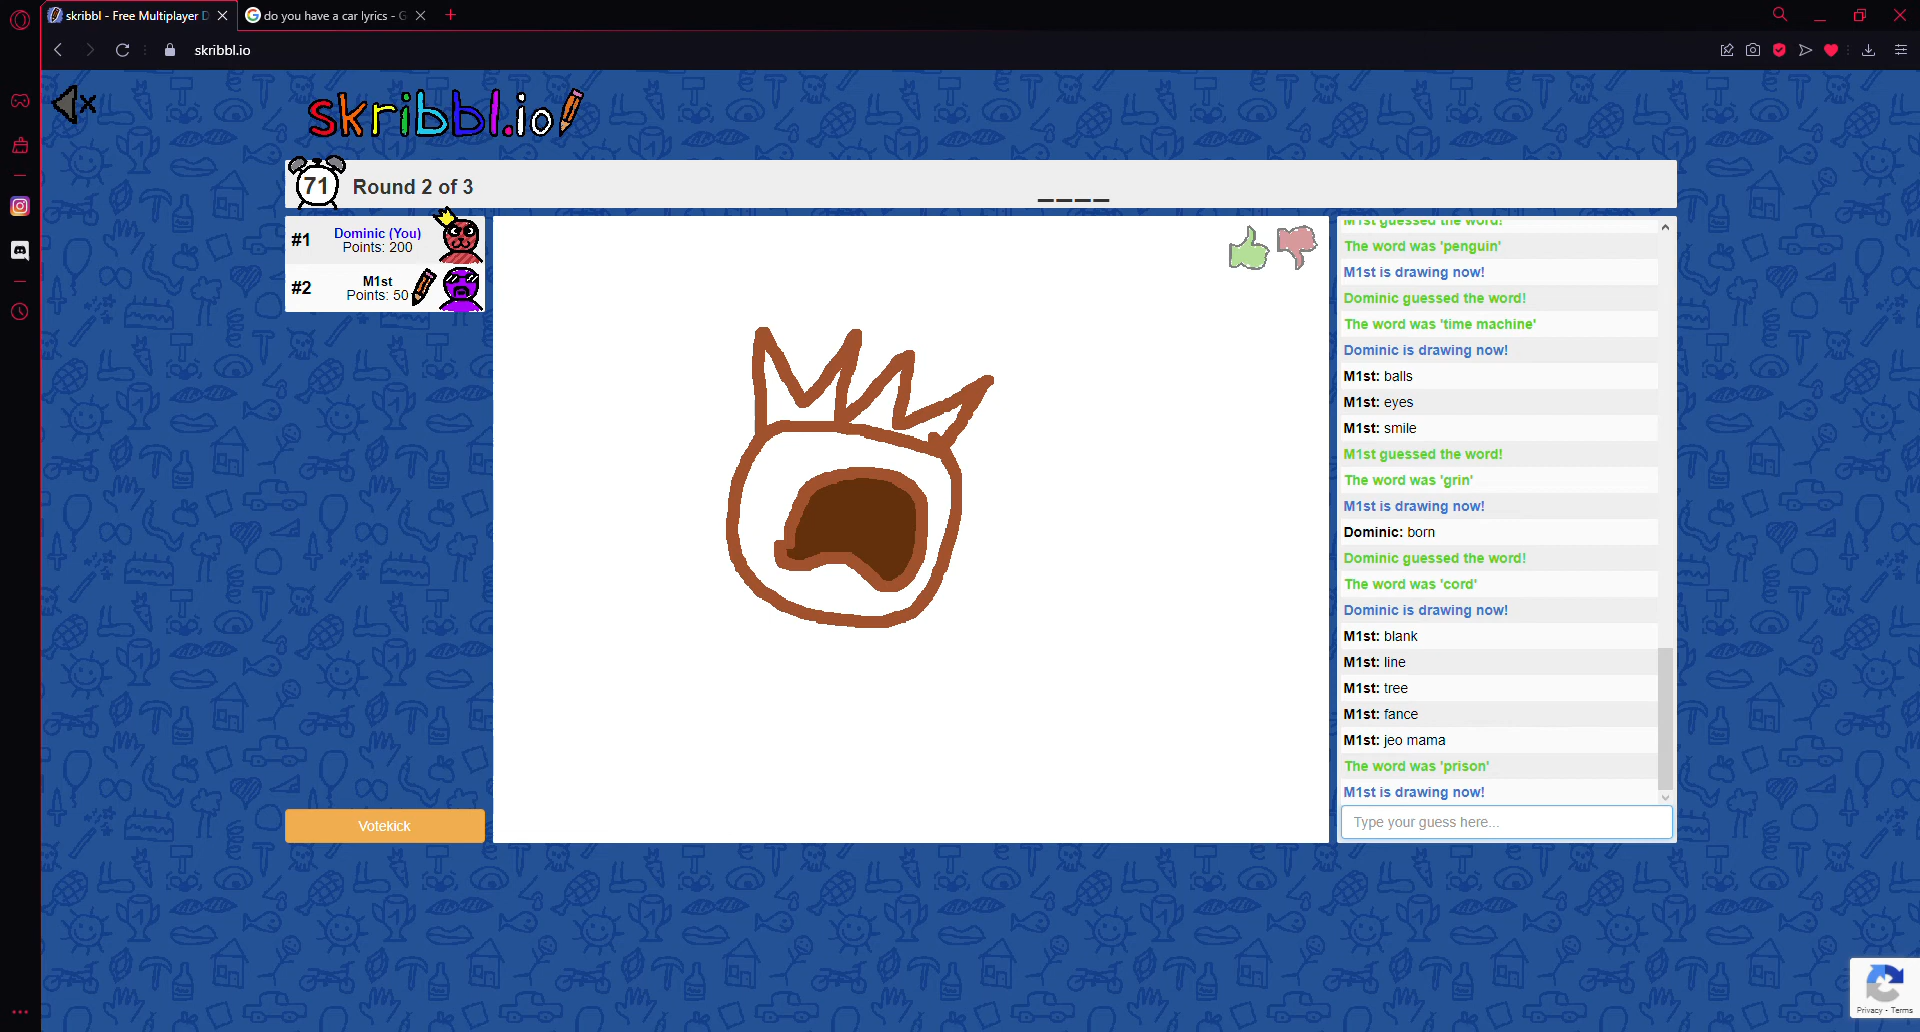 skribbl - Free Multiplayer D
do you have a car lyrics - G
skribbl.io
skribbl.io
71
Round 2 of 3
____
#1
Dominic (You)
Points: 200
#2
M1st
Points: 50
Votekick
M1st guessed the word!
The word was 'penguin'
M1st is drawing now!
Dominic guessed the word!
The word was 'time machine'
Dominic is drawing now!
M1st: balls
M1st: eyes
M1st: smile
M1st guessed the word!
The word was 'grin'
M1st is drawing now!
Dominic: born
Dominic guessed the word!
The word was 'cord'
Dominic is drawing now!
M1st: blank
M1st: line
M1st: tree
M1st: fance
M1st: jeo mama
The word was 'prison'
M1st is drawing now!
Type your guess here...
Privacy - Terms